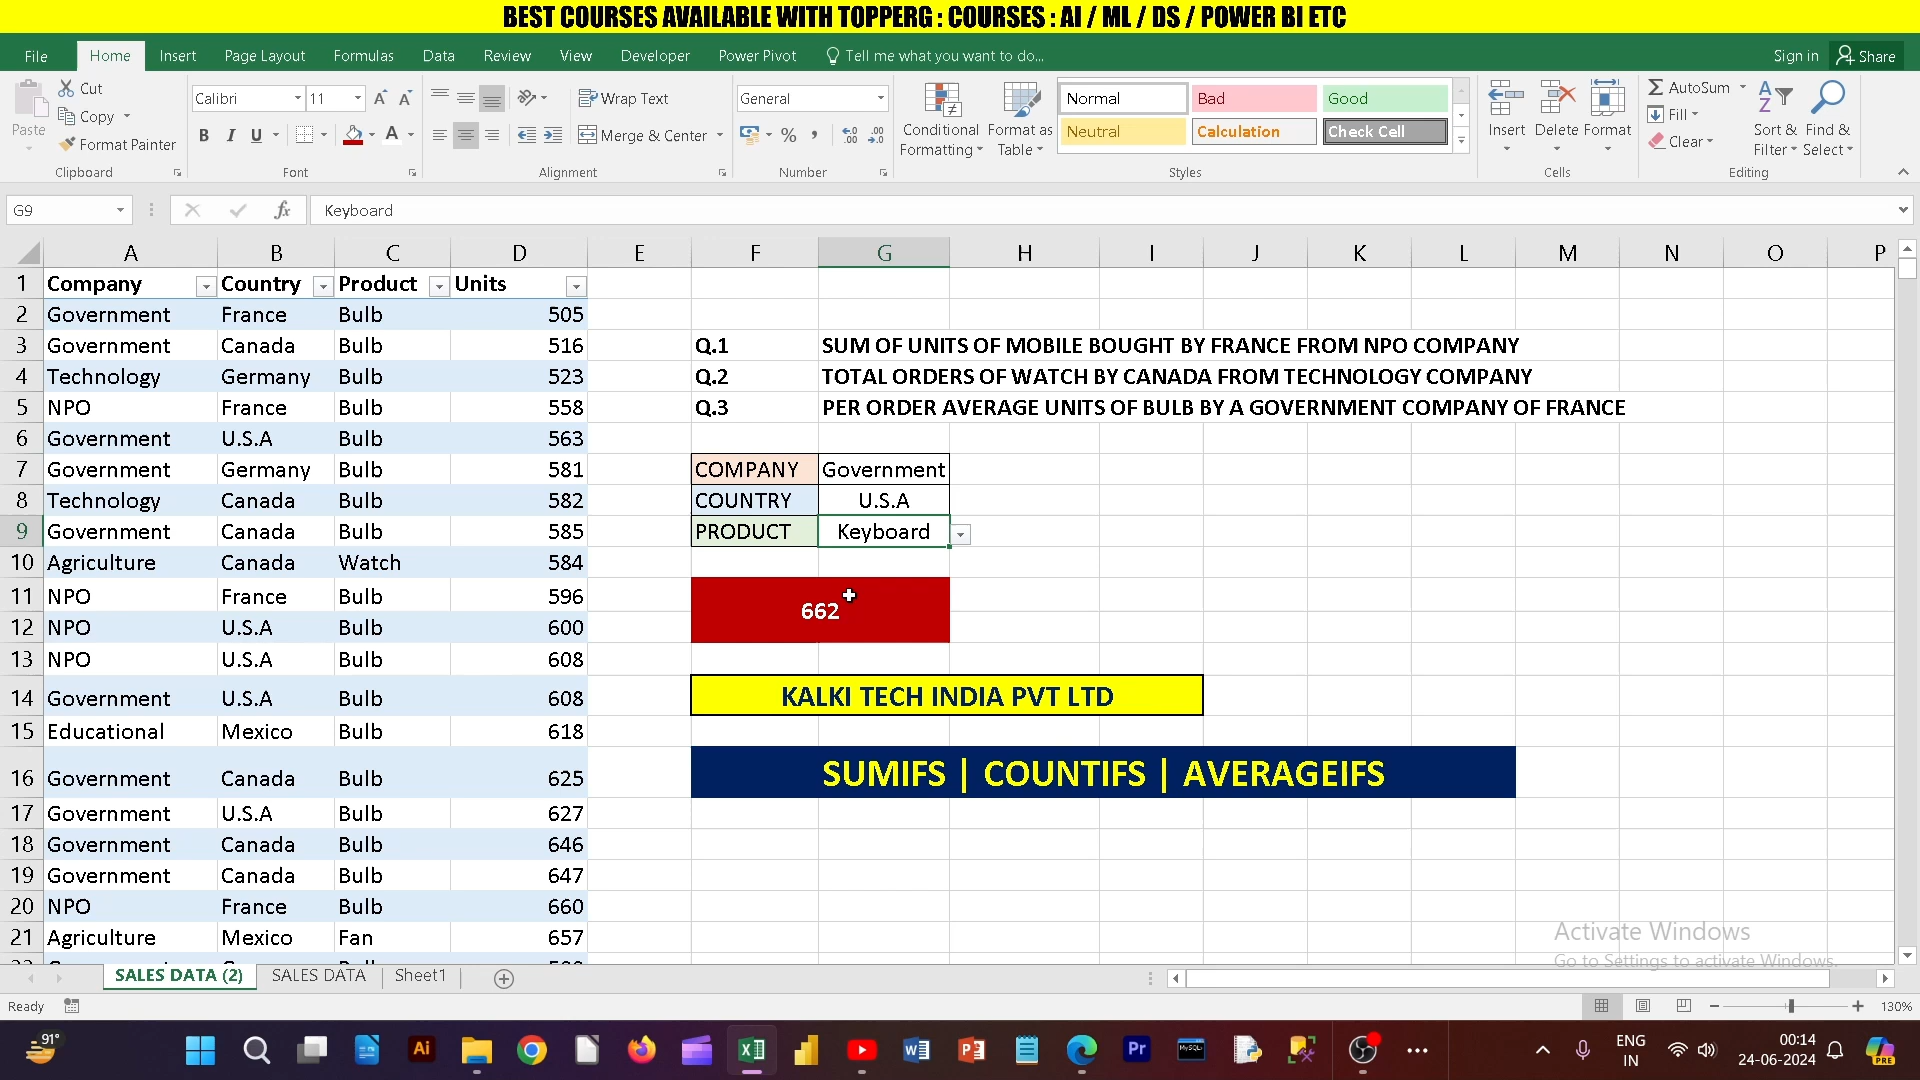 BEST COURSES AVAILABLE WITH TOPPERG : COURSES : AI / ML / DS / POWER BI ETC
File Home Insert Page Layout Formulas Data Review View Developer Power Pivot Tell me what you want to do... Sign in Share
Paste Cut Copy Format Painter
Clipboard
Calibri 11
B I U
Font
Wrap Text
Merge & Center
Alignment
General
Number
Conditional Formatting
Format as Table
Normal Bad Good
Neutral Calculation Check Cell
Styles
Insert Delete Format
Cells
AutoSum
Fill
Clear
Sort & Filter
Find & Select
Editing
G9 fx Keyboard
A B C D E F G H I J K L M N O P
1 Company Country Product Units
2 Government France Bulb 505
3 Government Canada Bulb 516 Q.1 SUM OF UNITS OF MOBILE BOUGHT BY FRANCE FROM NPO COMPANY
4 Technology Germany Bulb 523 Q.2 TOTAL ORDERS OF WATCH BY CANADA FROM TECHNOLOGY COMPANY
5 NPO France Bulb 558 Q.3 PER ORDER AVERAGE UNITS OF BULB BY A GOVERNMENT COMPANY OF FRANCE
6 Government U.S.A Bulb 563
7 Government Germany Bulb 581 COMPANY Government
8 Technology Canada Bulb 582 COUNTRY U.S.A
9 Government Canada Bulb 585 PRODUCT Keyboard
10 Agriculture Canada Watch 584
11 NPO France Bulb 596
662
12 NPO U.S.A Bulb 600
13 NPO U.S.A Bulb 608
14 Government U.S.A Bulb 608 KALKI TECH INDIA PVT LTD
15 Educational Mexico Bulb 618
16 Government Canada Bulb 625 SUMIFS | COUNTIFS | AVERAGEIFS
17 Government U.S.A Bulb 627
18 Government Canada Bulb 646
19 Government Canada Bulb 647
20 NPO France Bulb 660
21 Agriculture Mexico Fan 657
Activate Windows
Go to Settings to activate Windows.
SALES DATA (2) SALES DATA Sheet1
Ready 130%
91° ENG IN 00:14 24-06-2024